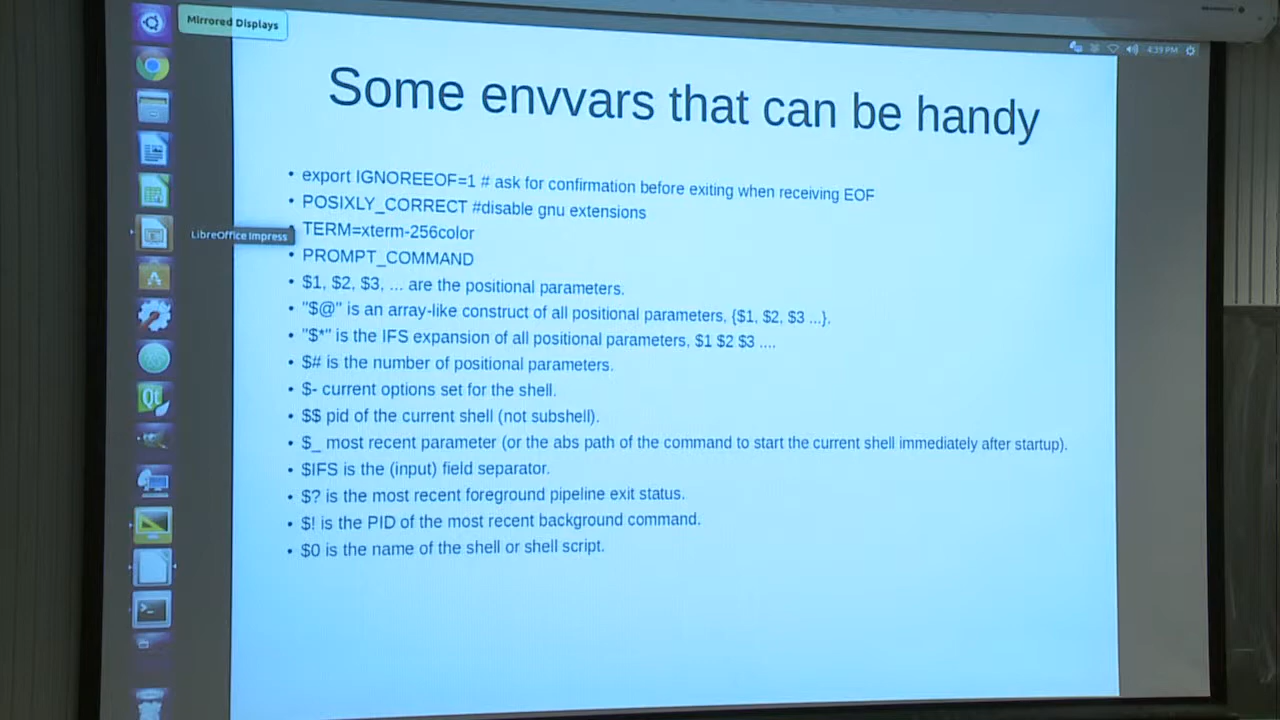 Mirrored Displays
4:39 PM
Some envvars that can be handy
• export IGNOREEOF=1 # ask for confirmation before exiting when receiving EOF
• POSIXLY_CORRECT #disable gnu extensions
• TERM=xterm-256color
LibreOffice Impress
• PROMPT_COMMAND
• $1, $2, $3, ... are the positional parameters.
• "$@" is an array-like construct of all positional parameters, {$1, $2, $3 ...}.
• "$*" is the IFS expansion of all positional parameters, $1 $2 $3 ....
• $# is the number of positional parameters.
• $- current options set for the shell.
• $$ pid of the current shell (not subshell).
• $_ most recent parameter (or the abs path of the command to start the current shell immediately after startup).
• $IFS is the (input) field separator.
• $? is the most recent foreground pipeline exit status.
• $! is the PID of the most recent background command.
• $0 is the name of the shell or shell script.
Qt